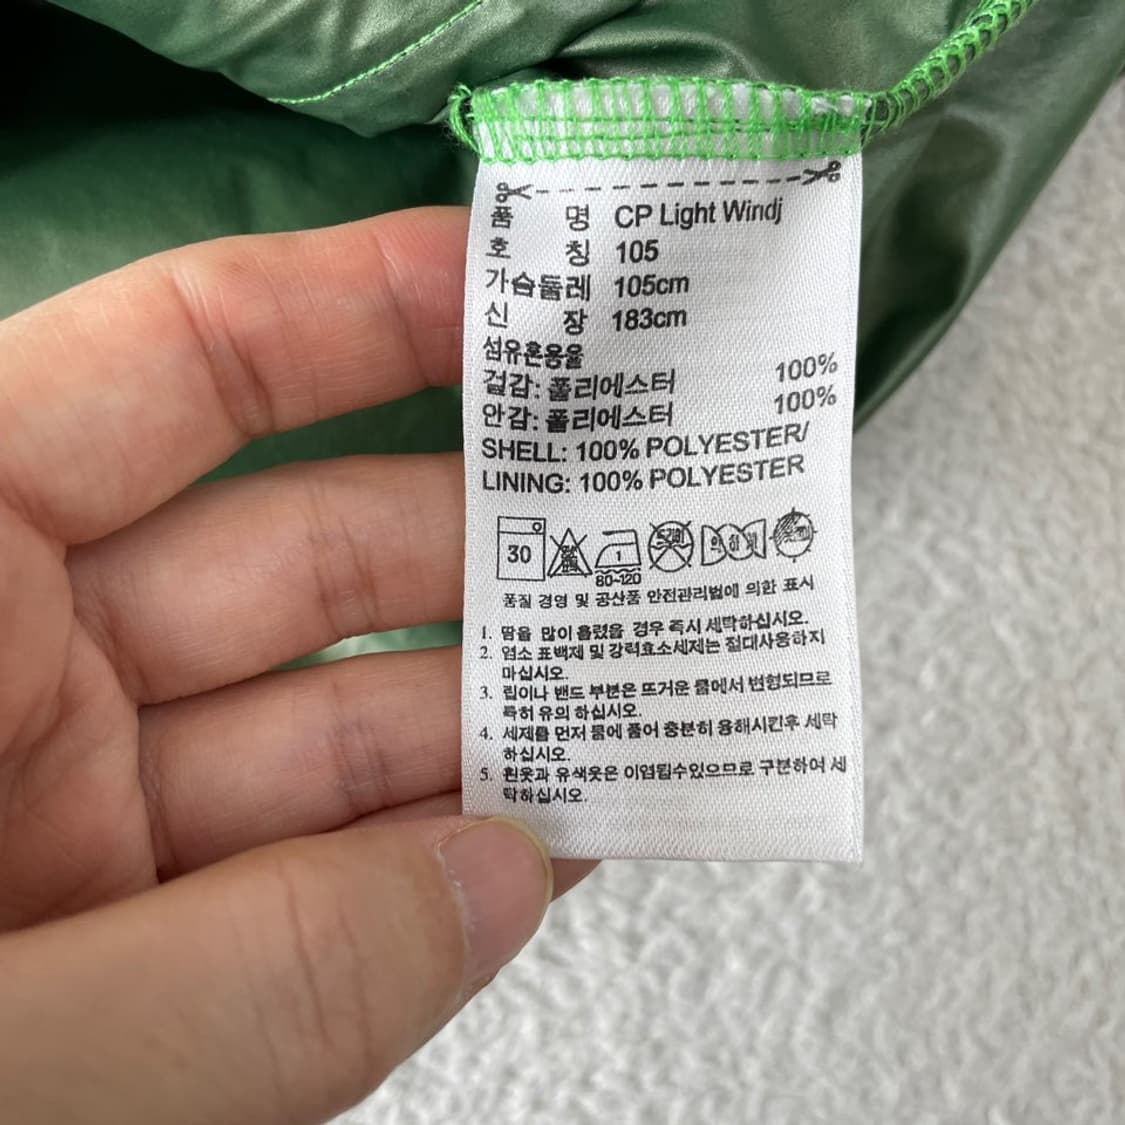 품 명 CP Light Windj
호 칭 105
가슴둘레 105cm
신 장 183cm
섬유혼용율
겉감: 폴리에스터 100%
안감: 폴리에스터 100%
SHELL: 100% POLYESTER/
LINING: 100% POLYESTER
30 1 80~120
품질 경영 및 공산품 안전관리법에 의한 표시
1. 땀을 많이 흘렸을 경우 즉시 세탁하십시오.
2. 염소 표백제 및 강력효소세제는 절대사용하지
마십시오.
3. 립이나 밴드 부분은 뜨거운 물에서 변형되므로
특히 유의 하십시오.
4. 세제를 먼저 물에 풀어 충분히 용해시킨후 세탁
하십시오.
5. 흰옷과 유색옷은 이염될수있으므로 구분하여 세
탁하십시오.